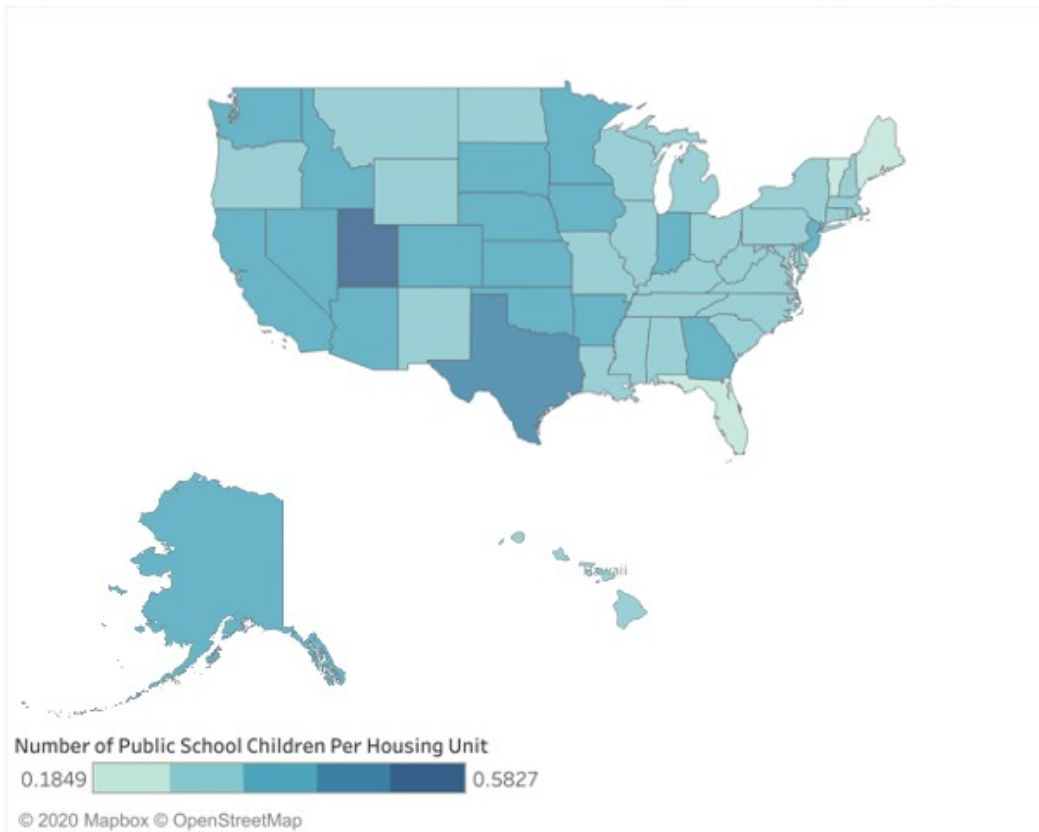 Hawaii
Number of Public School Children Per Housing Unit
0.1849 0.5827
© 2020 Mapbox © OpenStreetMap